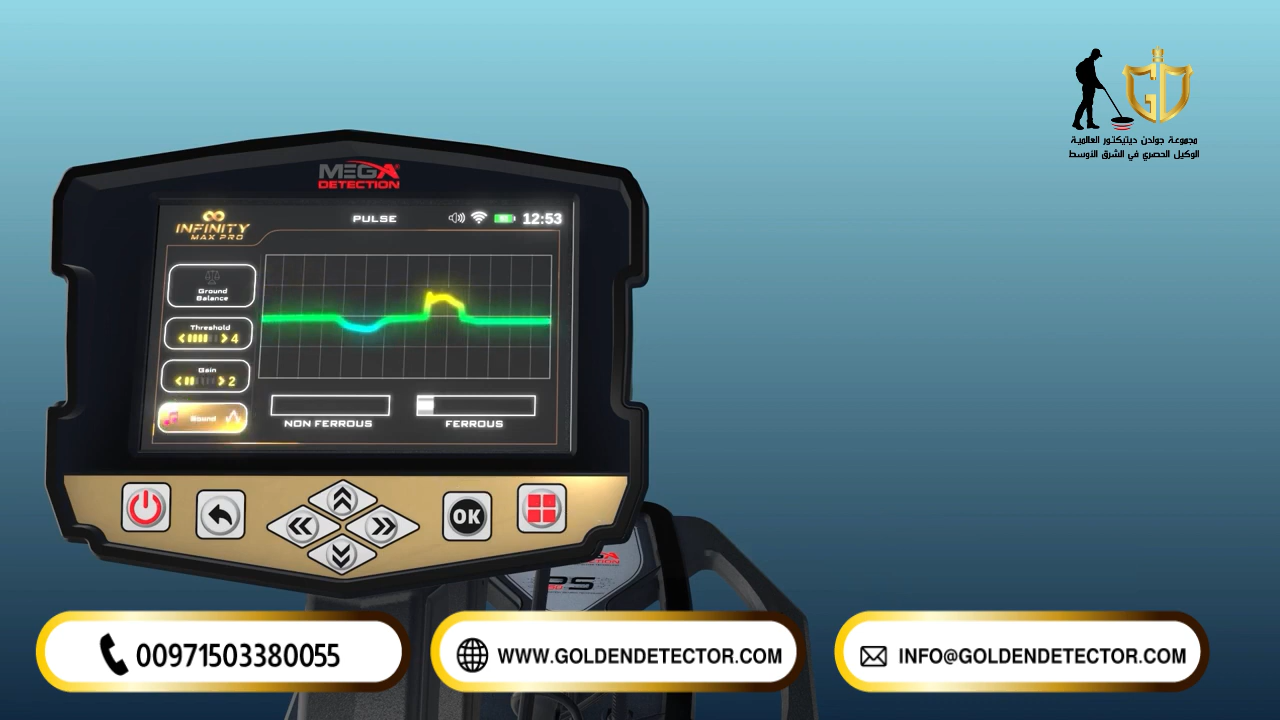 مجموعة جولدن ديتيكتور العالمية
الوكيل الحصري في الشرق الأوسط
MEGA
DETECTION
INFINITY
MAX PRO
PULSE
12:53
Ground
Balance
Threshold
4
Gain
2
Sound
NON FERROUS
FERROUS
OK
00971503380055
WWW.GOLDENDETECTOR.COM
INFO@GOLDENDETECTOR.COM